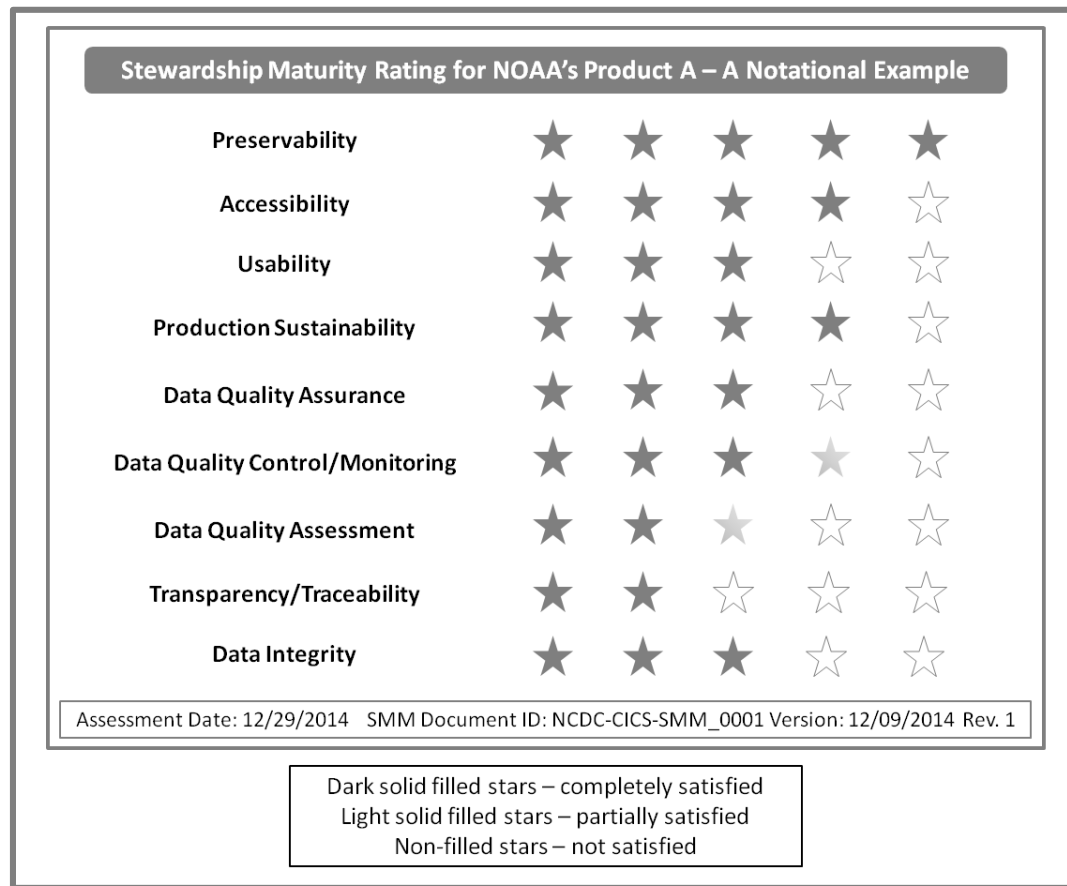 Stewardship Maturity Rating for NOAA's Product A – A Notational Example
Preservability
Accessibility
Usability
Production Sustainability
Data Quality Assurance
Data Quality Control/Monitoring
Data Quality Assessment
Transparency/Traceability
Data Integrity
Assessment Date: 12/29/2014 SMM Document ID: NCDC-CICS-SMM_0001 Version: 12/09/2014 Rev. 1
Dark solid filled stars – completely satisfied
Light solid filled stars – partially satisfied
Non-filled stars – not satisfied